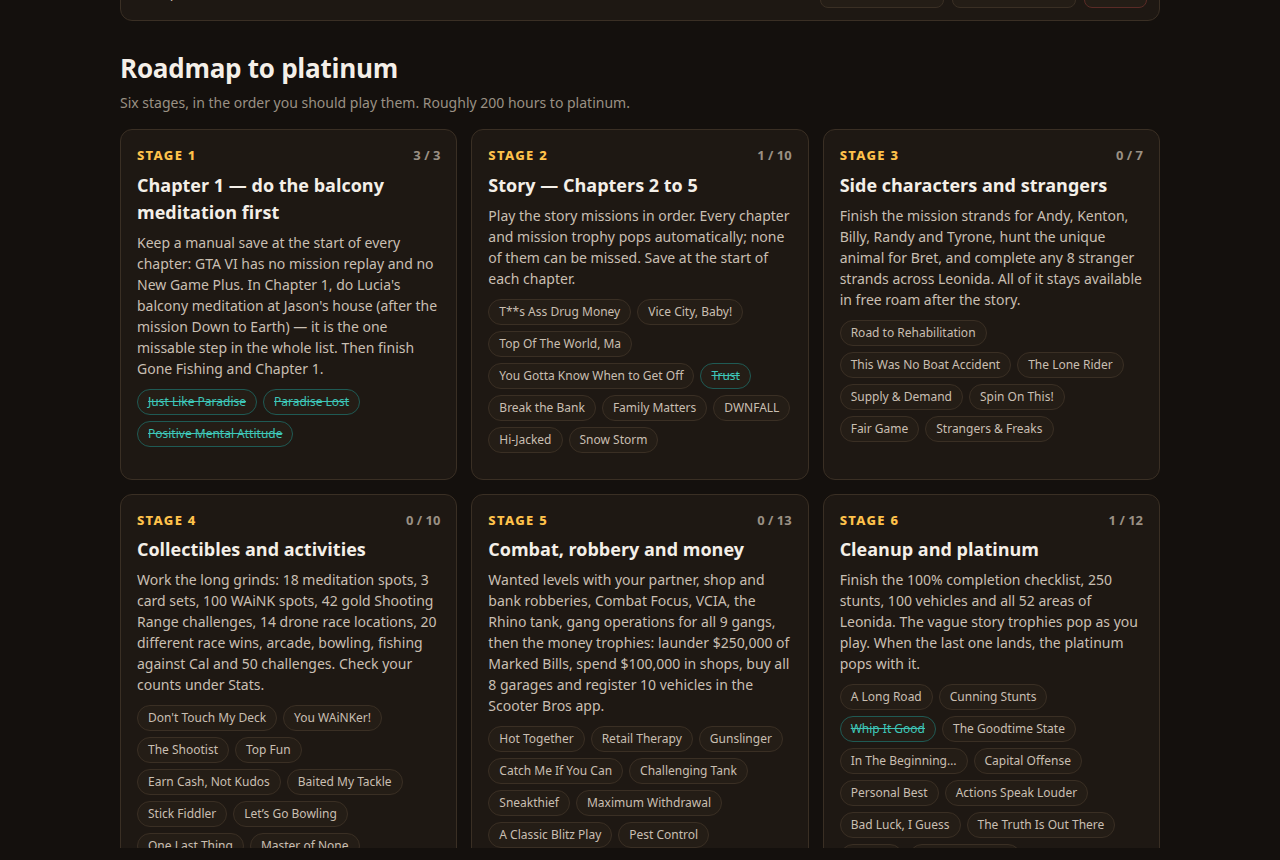 Roadmap to platinum
Six stages, in the order you should play them. Roughly 200 hours to platinum.
STAGE 1 3 / 3
Chapter 1 — do the balcony
meditation first
Keep a manual save at the start of every
chapter: GTA VI has no mission replay and no
New Game Plus. In Chapter 1, do Lucia's
balcony meditation at Jason's house (after the
mission Down to Earth) — it is the one
missable step in the whole list. Then finish
Gone Fishing and Chapter 1.
Just Like Paradise Paradise Lost
Positive Mental Attitude
STAGE 2 1 / 10
Story — Chapters 2 to 5
Play the story missions in order. Every chapter
and mission trophy pops automatically; none
of them can be missed. Save at the start of
each chapter.
T**s Ass Drug Money Vice City, Baby!
Top Of The World, Ma
You Gotta Know When to Get Off Trust
Break the Bank Family Matters DWNFALL
Hi-Jacked Snow Storm
STAGE 3 0 / 7
Side characters and strangers
Finish the mission strands for Andy, Kenton,
Billy, Randy and Tyrone, hunt the unique
animal for Bret, and complete any 8 stranger
strands across Leonida. All of it stays available
in free roam after the story.
Road to Rehabilitation
This Was No Boat Accident The Lone Rider
Supply & Demand Spin On This!
Fair Game Strangers & Freaks
STAGE 4 0 / 10
Collectibles and activities
Work the long grinds: 18 meditation spots, 3
card sets, 100 WAiNK spots, 42 gold Shooting
Range challenges, 14 drone race locations, 20
different race wins, arcade, bowling, fishing
against Cal and 50 challenges. Check your
counts under Stats.
Don't Touch My Deck You WAiNKer!
The Shootist Top Fun
Earn Cash, Not Kudos Baited My Tackle
Stick Fiddler Let's Go Bowling
One Last Thing Master of None
STAGE 5 0 / 13
Combat, robbery and money
Wanted levels with your partner, shop and
bank robberies, Combat Focus, VCIA, the
Rhino tank, gang operations for all 9 gangs,
then the money trophies: launder $250,000 of
Marked Bills, spend $100,000 in shops, buy all
8 garages and register 10 vehicles in the
Scooter Bros app.
Hot Together Retail Therapy Gunslinger
Catch Me If You Can Challenging Tank
Sneakthief Maximum Withdrawal
A Classic Blitz Play Pest Control
STAGE 6 1 / 12
Cleanup and platinum
Finish the 100% completion checklist, 250
stunts, 100 vehicles and all 52 areas of
Leonida. The vague story trophies pop as you
play. When the last one lands, the platinum
pops with it.
A Long Road Cunning Stunts
Whip It Good The Goodtime State
In The Beginning... Capital Offense
Personal Best Actions Speak Louder
Bad Luck, I Guess The Truth Is Out There